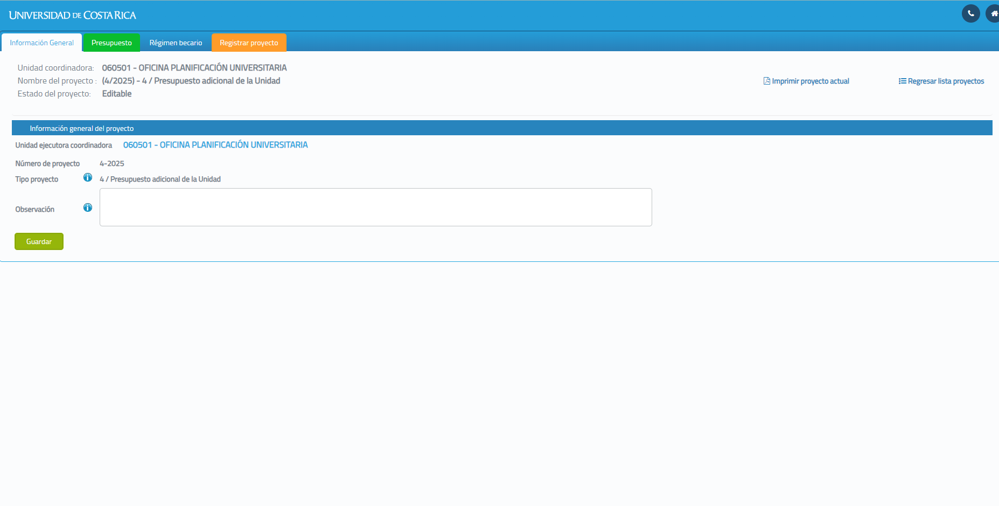 UNIVERSIDAD DE COSTA RICA
Información General Presupuesto Régimen becario Registrar proyecto
Unidad coordinadora: 060501 - OFICINA PLANIFICACIÓN UNIVERSITARIA
Nombre del proyecto : (4/2025) - 4 / Presupuesto adicional de la Unidad
Imprimir proyecto actual Regresar lista proyectos
Estado del proyecto: Editable
Información general del proyecto
Unidad ejecutora coordinadora 060501 - OFICINA PLANIFICACIÓN UNIVERSITARIA
Número de proyecto 4-2025
Tipo proyecto 4 / Presupuesto adicional de la Unidad
Observación
Guardar